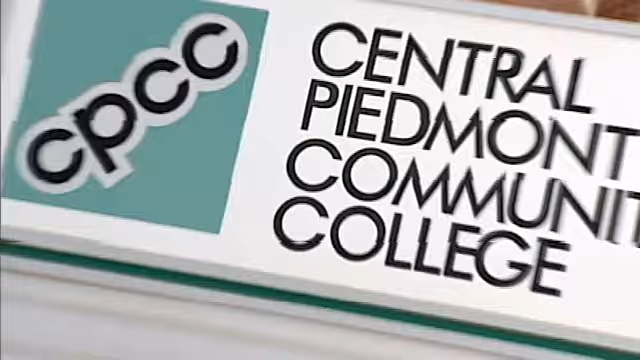 cpcc
CENTRAL
PIEDMONT
COMMUNIT
COLLEGE